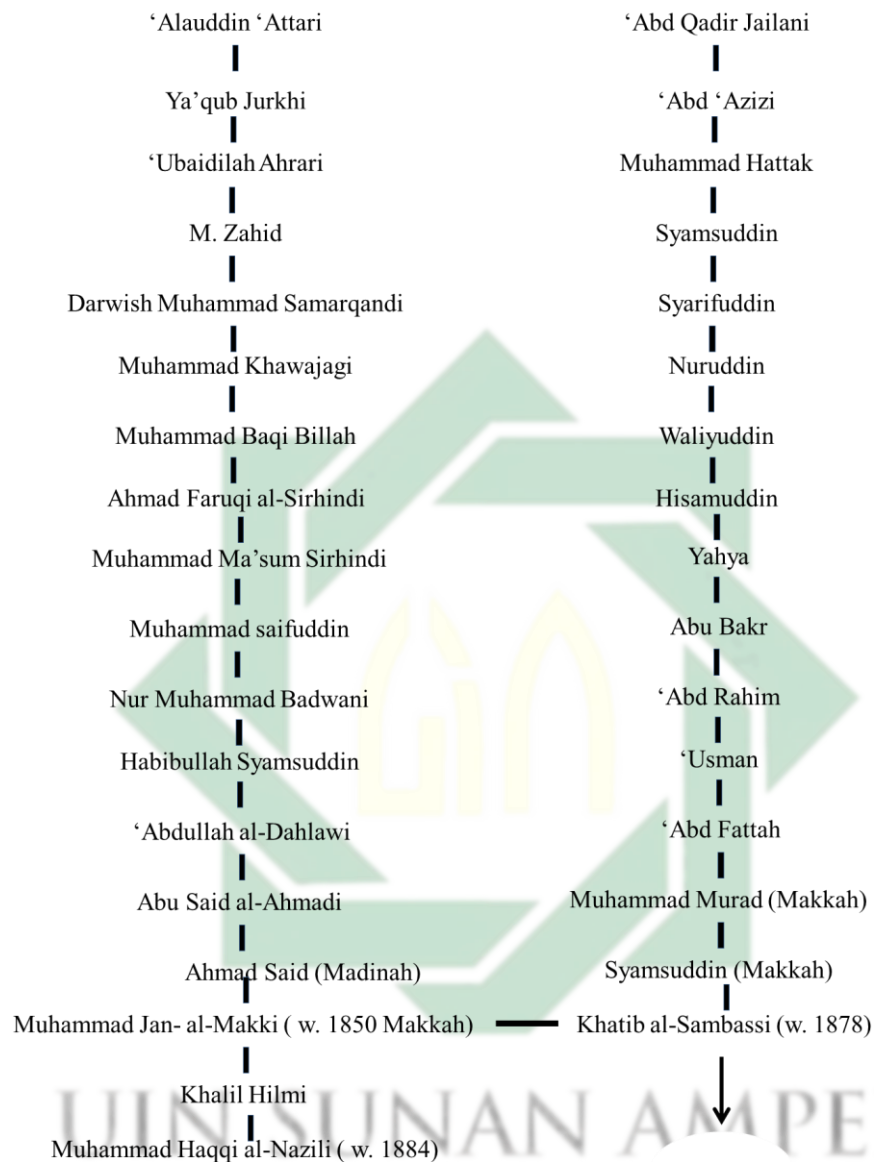 ‘Alauddin ‘Attari
Ya’qub Jurkhi
‘Ubaidilah Ahrari
M. Zahid
Darwish Muhammad Samarqandi
Muhammad Khawajagi
Muhammad Baqi Billah
Ahmad Faruqi al-Sirhindi
Muhammad Ma’sum Sirhindi
Muhammad saifuddin
Nur Muhammad Badwani
Habibullah Syamsuddin
‘Abdullah al-Dahlawi
Abu Said al-Ahmadi
Ahmad Said (Madinah)
Muhammad Jan- al-Makki ( w. 1850 Makkah)
Khalil Hilmi
Muhammad Haqqi al-Nazili ( w. 1884)
‘Abd Qadir Jailani
‘Abd ‘Azizi
Muhammad Hattak
Syamsuddin
Syarifuddin
Nuruddin
Waliyuddin
Hisamuddin
Yahya
Abu Bakr
‘Abd Rahim
‘Usman
‘Abd Fattah
Muhammad Murad (Makkah)
Syamsuddin (Makkah)
Khatib al-Sambassi (w. 1878)
UIN SUNAN AMPE